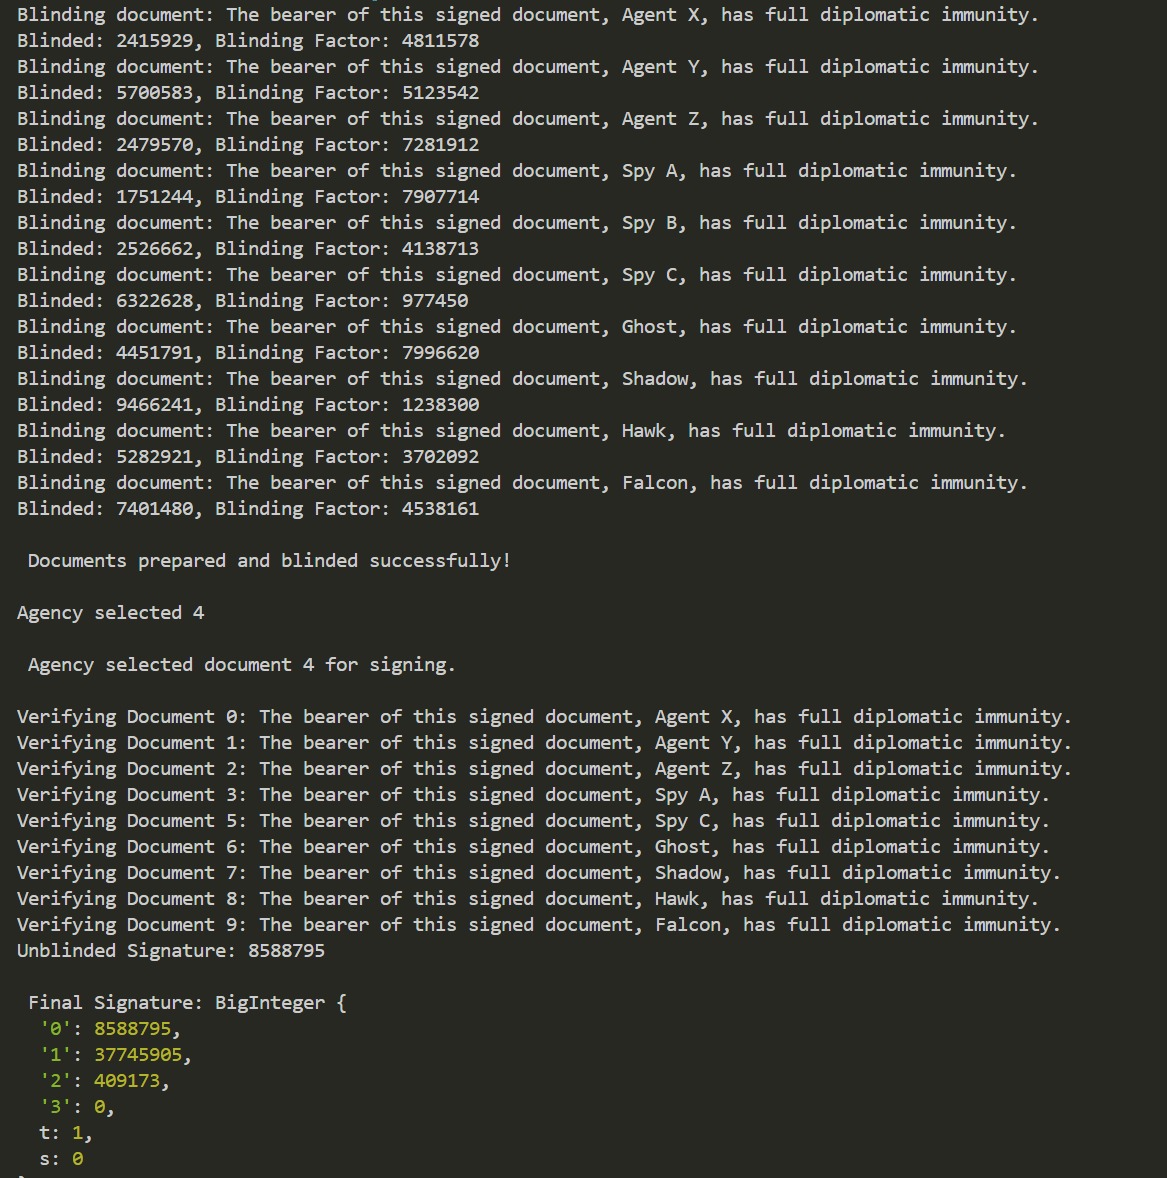 Blinding document: The bearer of this signed document, Agent X, has full diplomatic immunity.
Blinded: 2415929, Blinding Factor: 4811578
Blinding document: The bearer of this signed document, Agent Y, has full diplomatic immunity.
Blinded: 5700583, Blinding Factor: 5123542
Blinding document: The bearer of this signed document, Agent Z, has full diplomatic immunity.
Blinded: 2479570, Blinding Factor: 7281912
Blinding document: The bearer of this signed document, Spy A, has full diplomatic immunity.
Blinded: 1751244, Blinding Factor: 7907714
Blinding document: The bearer of this signed document, Spy B, has full diplomatic immunity.
Blinded: 2526662, Blinding Factor: 4138713
Blinding document: The bearer of this signed document, Spy C, has full diplomatic immunity.
Blinded: 6322628, Blinding Factor: 977450
Blinding document: The bearer of this signed document, Ghost, has full diplomatic immunity.
Blinded: 4451791, Blinding Factor: 7996620
Blinding document: The bearer of this signed document, Shadow, has full diplomatic immunity.
Blinded: 9466241, Blinding Factor: 1238300
Blinding document: The bearer of this signed document, Hawk, has full diplomatic immunity.
Blinded: 5282921, Blinding Factor: 3702092
Blinding document: The bearer of this signed document, Falcon, has full diplomatic immunity.
Blinded: 7401480, Blinding Factor: 4538161
Documents prepared and blinded successfully!
Agency selected 4
Agency selected document 4 for signing.
Verifying Document 0: The bearer of this signed document, Agent X, has full diplomatic immunity.
Verifying Document 1: The bearer of this signed document, Agent Y, has full diplomatic immunity.
Verifying Document 2: The bearer of this signed document, Agent Z, has full diplomatic immunity.
Verifying Document 3: The bearer of this signed document, Spy A, has full diplomatic immunity.
Verifying Document 5: The bearer of this signed document, Spy C, has full diplomatic immunity.
Verifying Document 6: The bearer of this signed document, Ghost, has full diplomatic immunity.
Verifying Document 7: The bearer of this signed document, Shadow, has full diplomatic immunity.
Verifying Document 8: The bearer of this signed document, Hawk, has full diplomatic immunity.
Verifying Document 9: The bearer of this signed document, Falcon, has full diplomatic immunity.
Unblinded Signature: 8588795
Final Signature: BigInteger {
'0': 8588795,
'1': 37745905,
'2': 409173,
'3': 0,
t: 1,
s: 0